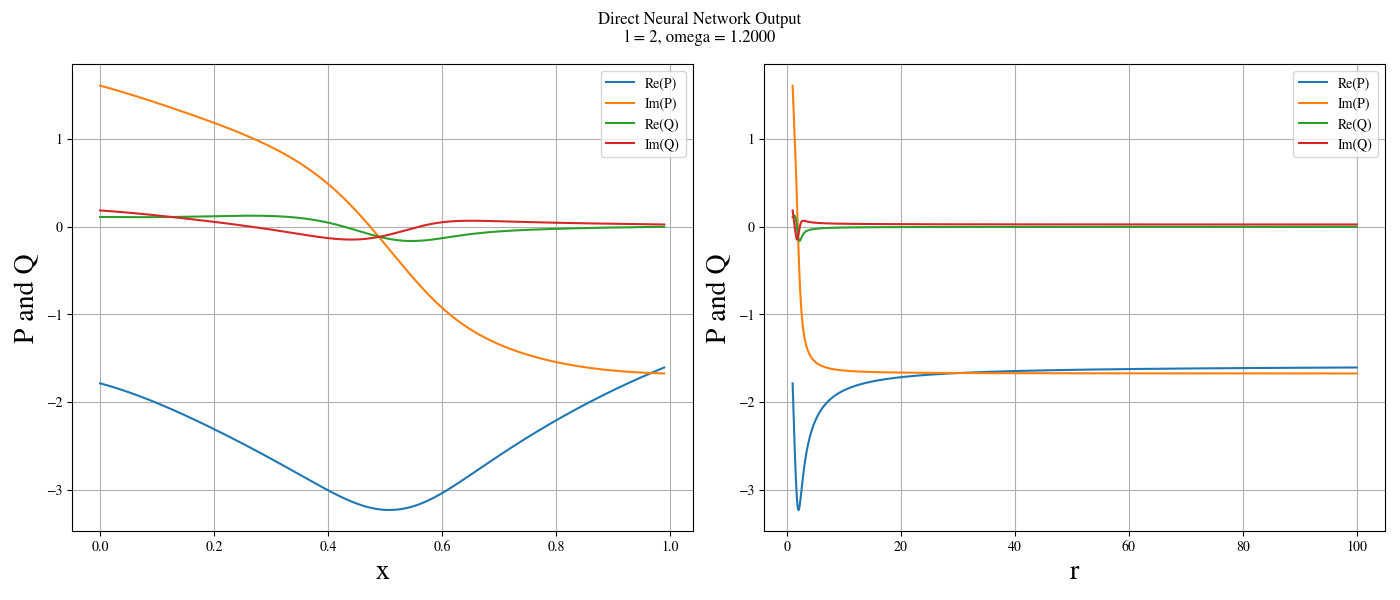 Direct Neural Network Output
l = 2, omega = 1.2000
P and Q
1
0
−1
−2
−3
0.0
0.2
0.4
0.6
0.8
1.0
x
Re(P)
Im(P)
Re(Q)
Im(Q)
P and Q
1
0
−1
−2
−3
0
20
40
60
80
100
r
Re(P)
Im(P)
Re(Q)
Im(Q)